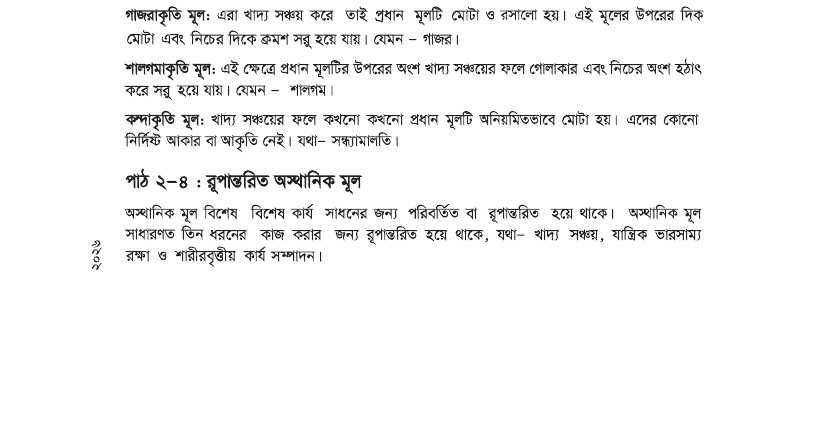 গাজরাকৃতি মূল: এরা খাদ্য সঞ্চয় করে তাই প্রধান মূলটি মোটা ও রসালো হয়। এই মূলের উপরের দিক
মোটা এবং নিচের দিকে ক্রমশ সরু হয়ে যায়। যেমন – গাজর।
শালগমাকৃতি মূল: এই ক্ষেত্রে প্রধান মূলটির উপরের অংশ খাদ্য সঞ্চয়ের ফলে গোলাকার এবং নিচের অংশ হঠাৎ
করে সরু হয়ে যায়। যেমন – শালগম।
কন্দাকৃতি মূল: খাদ্য সঞ্চয়ের ফলে কখনো কখনো প্রধান মূলটি অনিয়মিতভাবে মোটা হয়। এদের কোনো
নির্দিষ্ট আকার বা আকৃতি নেই। যথা– সন্ধ্যামালতি।
পাঠ ২–৪ : রূপান্তরিত অস্থানিক মূল
অস্থানিক মূল বিশেষ বিশেষ কার্য সাধনের জন্য পরিবর্তিত বা রূপান্তরিত হয়ে থাকে। অস্থানিক মূল
সাধারণত তিন ধরনের কাজ করার জন্য রূপান্তরিত হয়ে থাকে, যথা– খাদ্য সঞ্চয়, যান্ত্রিক ভারসাম্য
রক্ষা ও শারীরবৃত্তীয় কার্য সম্পাদন।
২০২৬